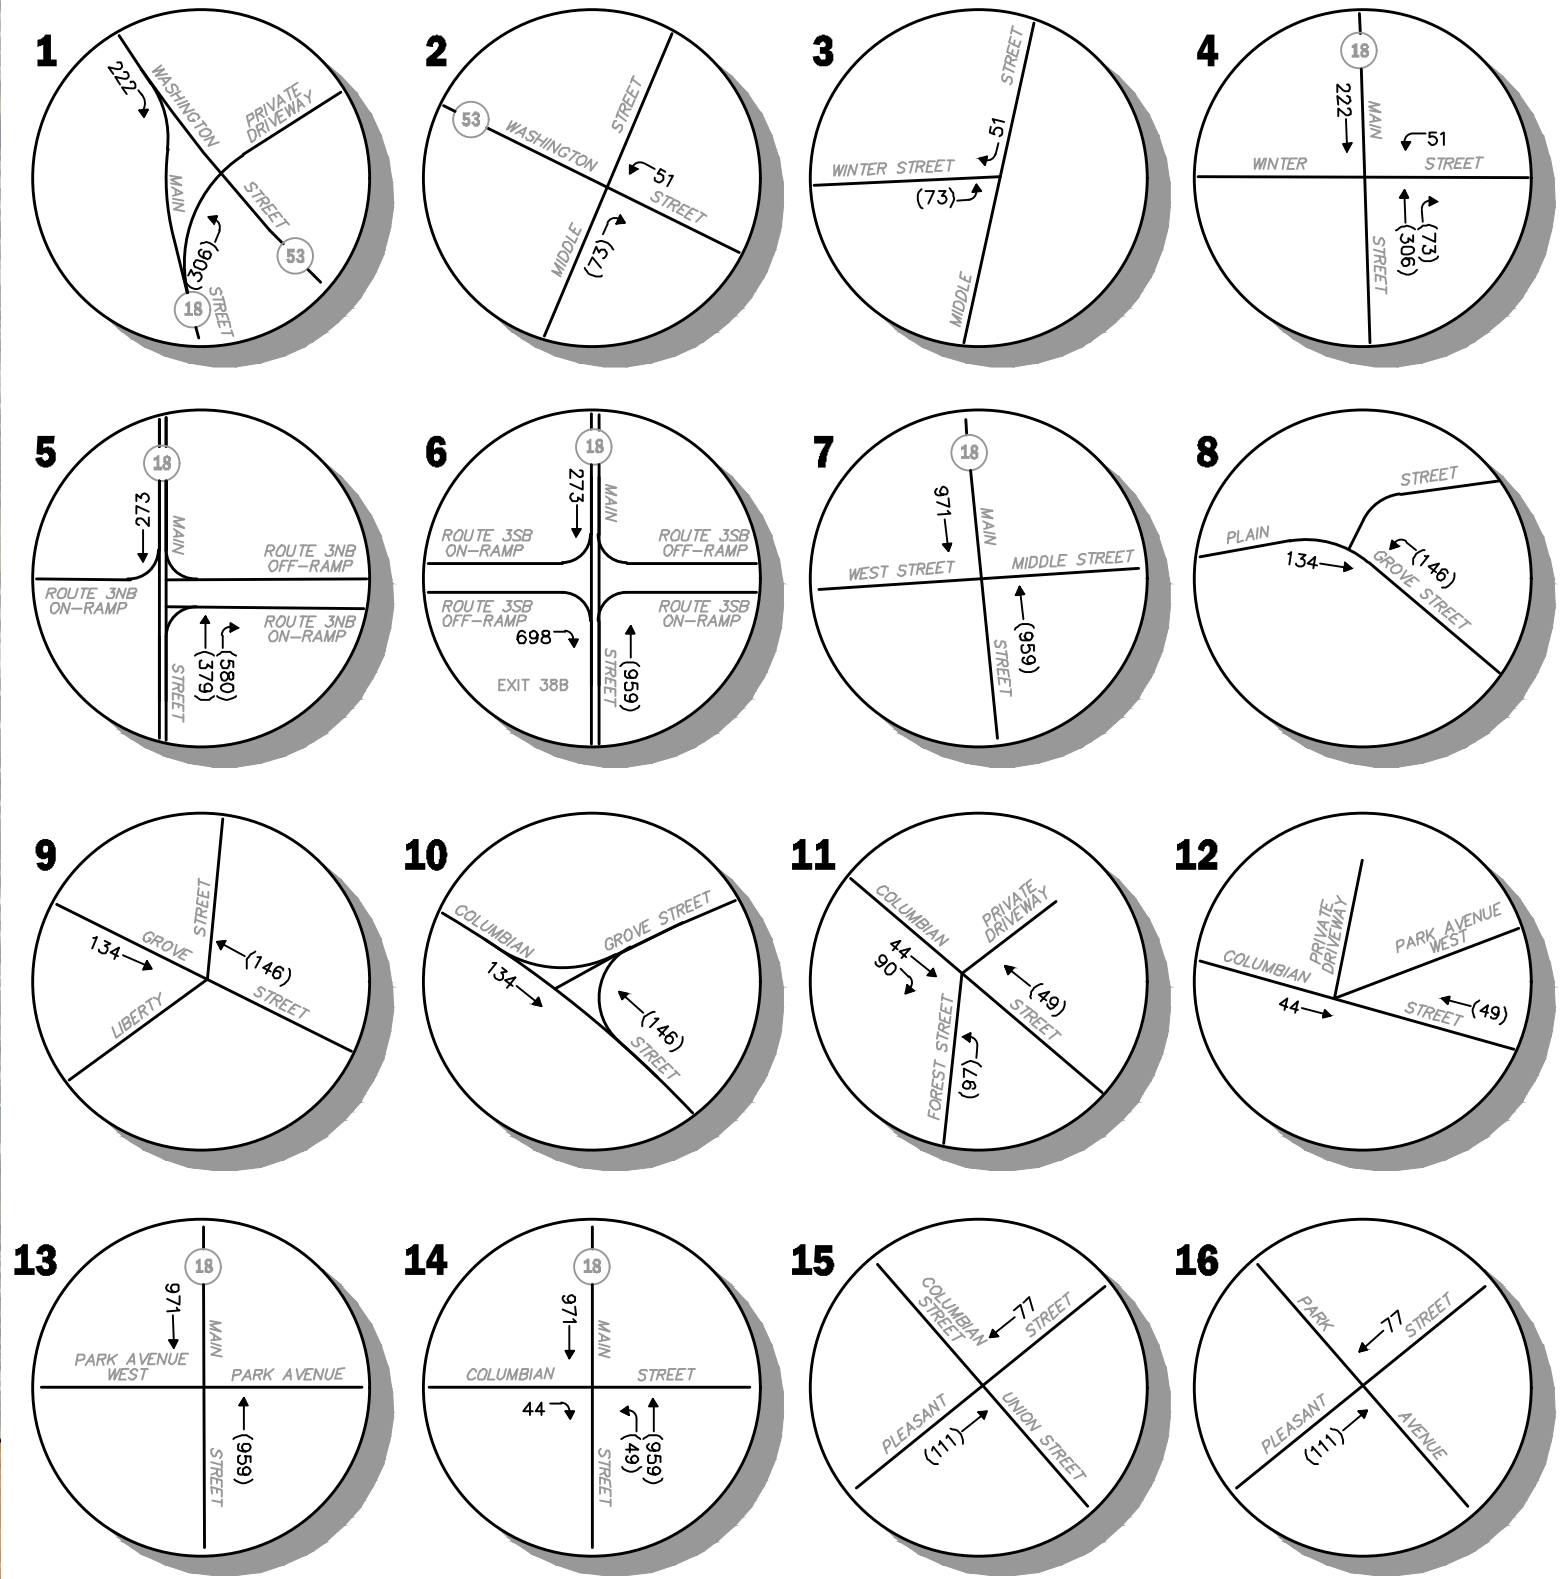 1
222
WASHINGTON
PRIVATE
DRIVEWAY
MAIN
STREET
(306)
53
18
STREET
2
53
WASHINGTON
STREET
51
STREET
MIDDLE
(73)
3
STREET
51
WINTER STREET
(73)
MIDDLE
4
18
222
MAIN
51
WINTER
STREET
(73)
(306)
STREET
5
18
273
MAIN
ROUTE 3NB
OFF-RAMP
ROUTE 3NB
ON-RAMP
ROUTE 3NB
ON-RAMP
(580)
(379)
STREET
6
18
273
MAIN
ROUTE 3SB
ON-RAMP
ROUTE 3SB
OFF-RAMP
ROUTE 3SB
OFF-RAMP
ROUTE 3SB
ON-RAMP
698
EXIT 38B
STREET
(959)
7
18
971
MAIN
WEST STREET
MIDDLE STREET
(959)
STREET
8
STREET
PLAIN
134
(146)
GROVE STREET
9
STREET
GROVE
134
(146)
LIBERTY
STREET
10
COLUMBIAN
GROVE STREET
134
(146)
STREET
11
COLUMBIAN
PRIVATE
DRIVEWAY
44
90
(49)
STREET
FOREST STREET
(97)
12
PRIVATE
DRIVEWAY
PARK AVENUE
WEST
COLUMBIAN
44
STREET
(49)
13
18
971
MAIN
PARK AVENUE
WEST
PARK AVENUE
(959)
STREET
14
18
971
MAIN
COLUMBIAN
STREET
44
(959)
(49)
STREET
15
COLUMBIAN
STREET
77
STREET
PLEASANT
(111)
UNION STREET
16
PARK
77
STREET
PLEASANT
(111)
AVENUE